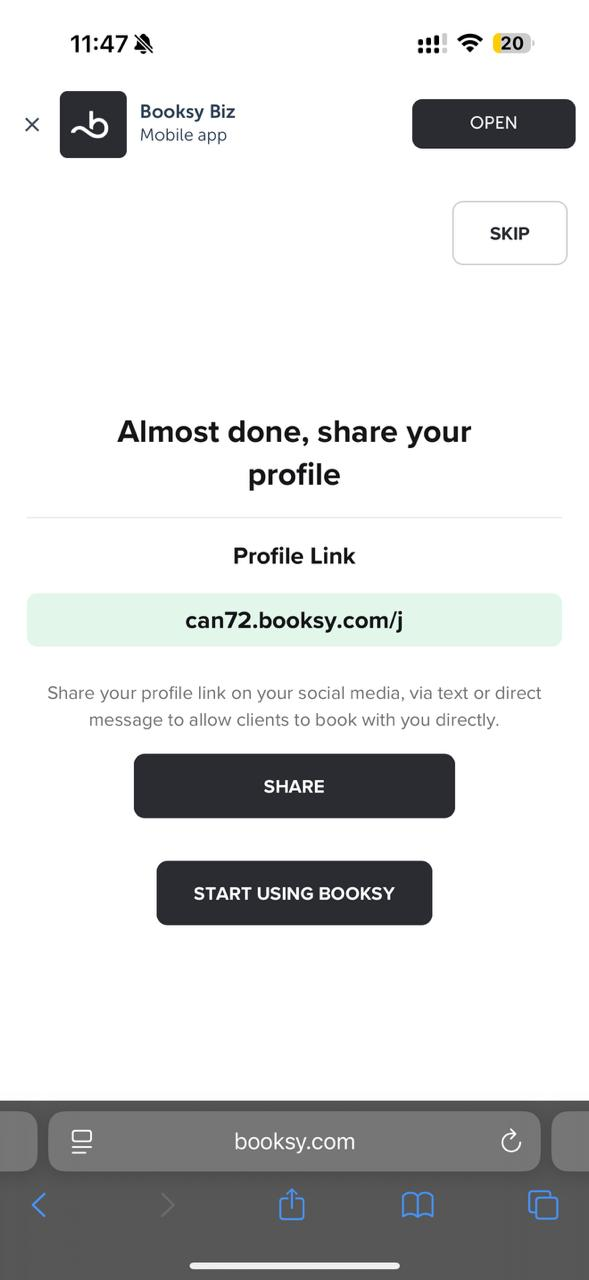 11:47
20
Booksy Biz
Mobile app
OPEN
SKIP
Almost done, share your
profile
Profile Link
can72.booksy.com/j
Share your profile link on your social media, via text or direct
message to allow clients to book with you directly.
SHARE
START USING BOOKSY
booksy.com